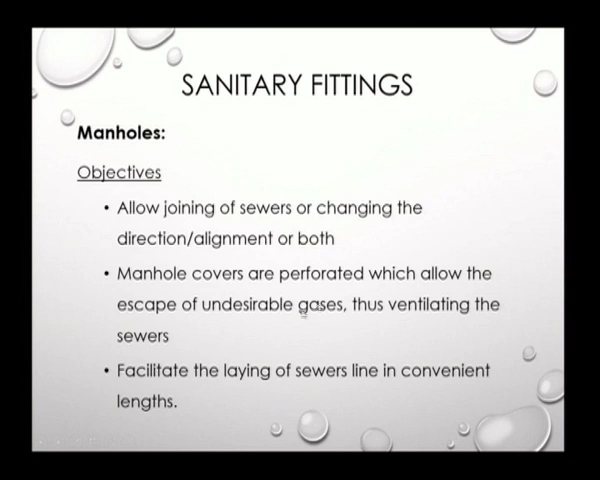 SANITARY FITTINGS
Manholes:
Objectives
• Allow joining of sewers or changing the
direction/alignment or both
• Manhole covers are perforated which allow the
escape of undesirable gases, thus ventilating the
sewers
• Facilitate the laying of sewers line in convenient
lengths.